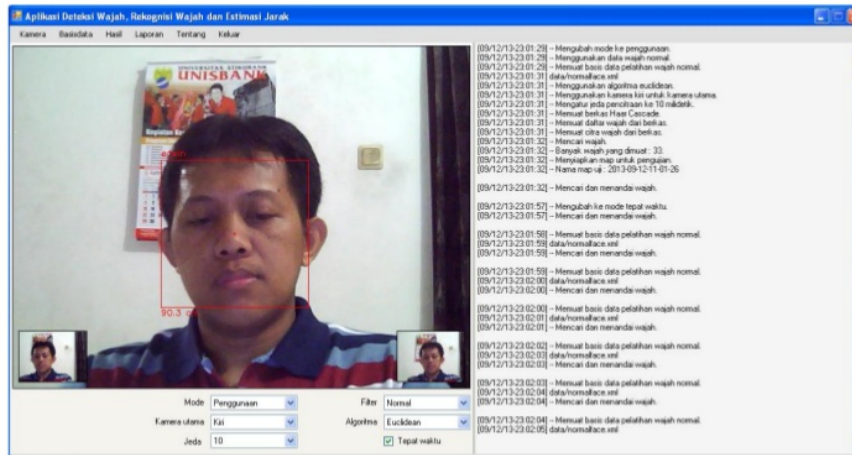 Aplikasi Deteksi Wajah, Rekognisi Wajah dan Estimasi Jarak
Kamera Basisdata Hasil Laporan Tentang Keluar
UNISBANK
90.3
Mode Penggunaan Filter Normal
Kamera utama Kiri Algoritma Euclidean
Jeda 10 Tepat waktu
[09/12/13-23:01:29] -- Mengubah mode ke penggunaan.
[09/12/13-23:01:29] -- Menggunakan data wajah normal.
[09/12/13-23:01:29] -- Memuat basis data pelatihan wajah normal.
[09/12/13-23:01:31] data/normalface.xml
[09/12/13-23:01:31] -- Menggunakan algoritma euclidean.
[09/12/13-23:01:31] -- Menggunakan kamera kiri untuk kamera utama.
[09/12/13-23:01:31] -- Mengatur jeda pencitraan ke 10 milidetik.
[09/12/13-23:01:31] -- Memuat berkas Haar Cascade.
[09/12/13-23:01:31] -- Memuat daftar wajah dari berkas.
[09/12/13-23:01:31] -- Memuat citra wajah dari berkas.
[09/12/13-23:01:32] -- Mencari wajah.
[09/12/13-23:01:32] -- Banyak wajah yang dimuat : 33.
[09/12/13-23:01:32] -- Menyiapkan map untuk pengujian.
[09/12/13-23:01:32] -- Nama map uji : 2013-09-12-11-01-26
[09/12/13-23:01:32] -- Mencari dan menandai wajah.
[09/12/13-23:01:57] -- Mengubah ke mode tepat waktu.
[09/12/13-23:01:57] -- Mencari dan menandai wajah.
[09/12/13-23:01:58] -- Memuat basis data pelatihan wajah normal.
[09/12/13-23:01:59] data/normalface.xml
[09/12/13-23:01:59] -- Mencari dan menandai wajah.
[09/12/13-23:01:59] -- Memuat basis data pelatihan wajah normal.
[09/12/13-23:02:00] data/normalface.xml
[09/12/13-23:02:00] -- Mencari dan menandai wajah.
[09/12/13-23:02:00] -- Memuat basis data pelatihan wajah normal.
[09/12/13-23:02:01] data/normalface.xml
[09/12/13-23:02:01] -- Mencari dan menandai wajah.
[09/12/13-23:02:02] -- Memuat basis data pelatihan wajah normal.
[09/12/13-23:02:03] data/normalface.xml
[09/12/13-23:02:03] -- Mencari dan menandai wajah.
[09/12/13-23:02:03] -- Memuat basis data pelatihan wajah normal.
[09/12/13-23:02:04] data/normalface.xml
[09/12/13-23:02:04] -- Mencari dan menandai wajah.
[09/12/13-23:02:04] -- Memuat basis data pelatihan wajah normal.
[09/12/13-23:02:05] data/normalface.xml